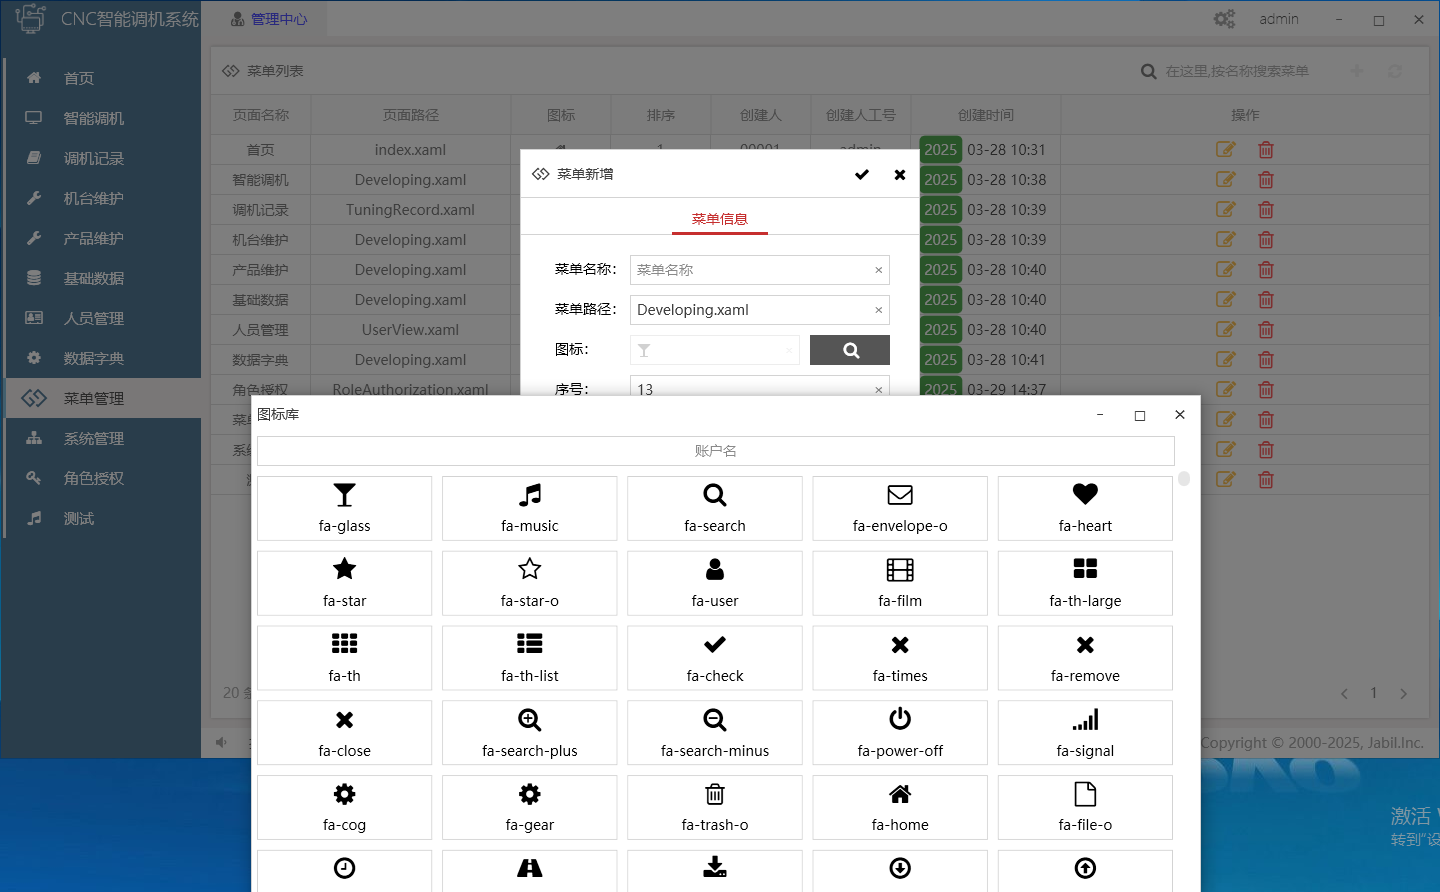 CNC智能调机系统
管理中心
admin
首页
智能调机
调机记录
机台维护
产品维护
基础数据
人员管理
数据字典
菜单管理
系统管理
角色授权
测试
菜单列表
在这里,按名称搜索菜单
页面名称 页面路径 图标 排序 创建人 创建人工号 创建时间 操作
首页 index.xaml 1 00001 admin 2025 03-28 10:31
智能调机 Developing.xaml 2025 03-28 10:38
调机记录 TuningRecord.xaml 2025 03-28 10:39
机台维护 Developing.xaml 2025 03-28 10:39
产品维护 Developing.xaml 2025 03-28 10:40
基础数据 Developing.xaml 2025 03-28 10:40
人员管理 UserView.xaml 2025 03-28 10:40
数据字典 Developing.xaml 2025 03-28 10:41
角色授权 RoleAuthorization.xaml 2025 03-29 14:37
菜单新增
菜单信息
菜单名称: 菜单名称
菜单路径: Developing.xaml
图标:
序号: 13
图标库
账户名
fa-glass fa-music fa-search fa-envelope-o fa-heart
fa-star fa-star-o fa-user fa-film fa-th-large
fa-th fa-th-list fa-check fa-times fa-remove
fa-close fa-search-plus fa-search-minus fa-power-off fa-signal
fa-cog fa-gear fa-trash-o fa-home fa-file-o
20
1
Copyright © 2000-2025, Jabil.Inc.
激活
转到"设